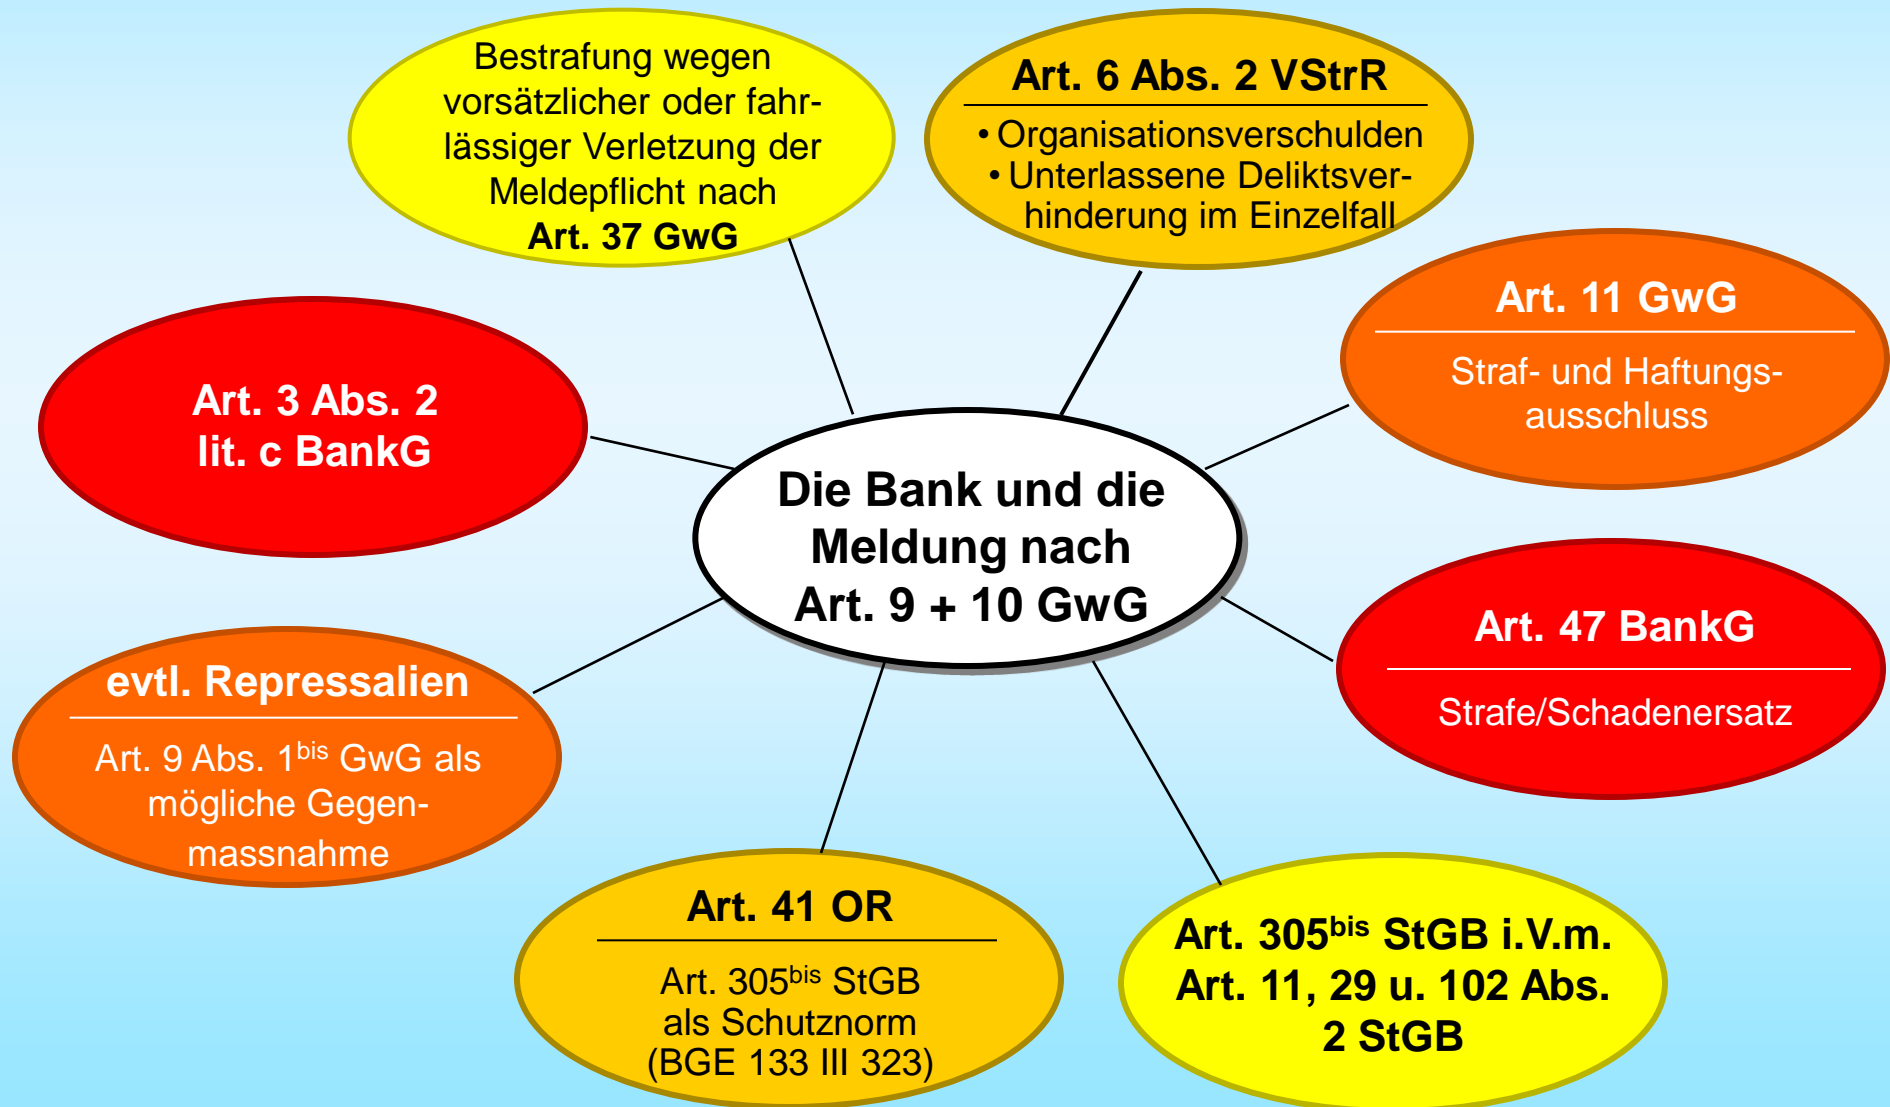 Bestrafung wegen
vorsätzlicher oder fahr-
lässiger Verletzung der
Meldepflicht nach
Art. 37 GwG
Art. 6 Abs. 2 VStrR
• Organisationsverschulden
• Unterlassene Deliktsver-
hinderung im Einzelfall
Art. 11 GwG
Straf- und Haftungs-
ausschluss
Art. 3 Abs. 2
lit. c BankG
Die Bank und die
Meldung nach
Art. 9 + 10 GwG
Art. 47 BankG
Strafe/Schadenersatz
evtl. Repressalien
Art. 9 Abs. 1bis GwG als
mögliche Gegen-
massnahme
Art. 41 OR
Art. 305bis StGB
als Schutznorm
(BGE 133 III 323)
Art. 305bis StGB i.V.m.
Art. 11, 29 u. 102 Abs.
2 StGB